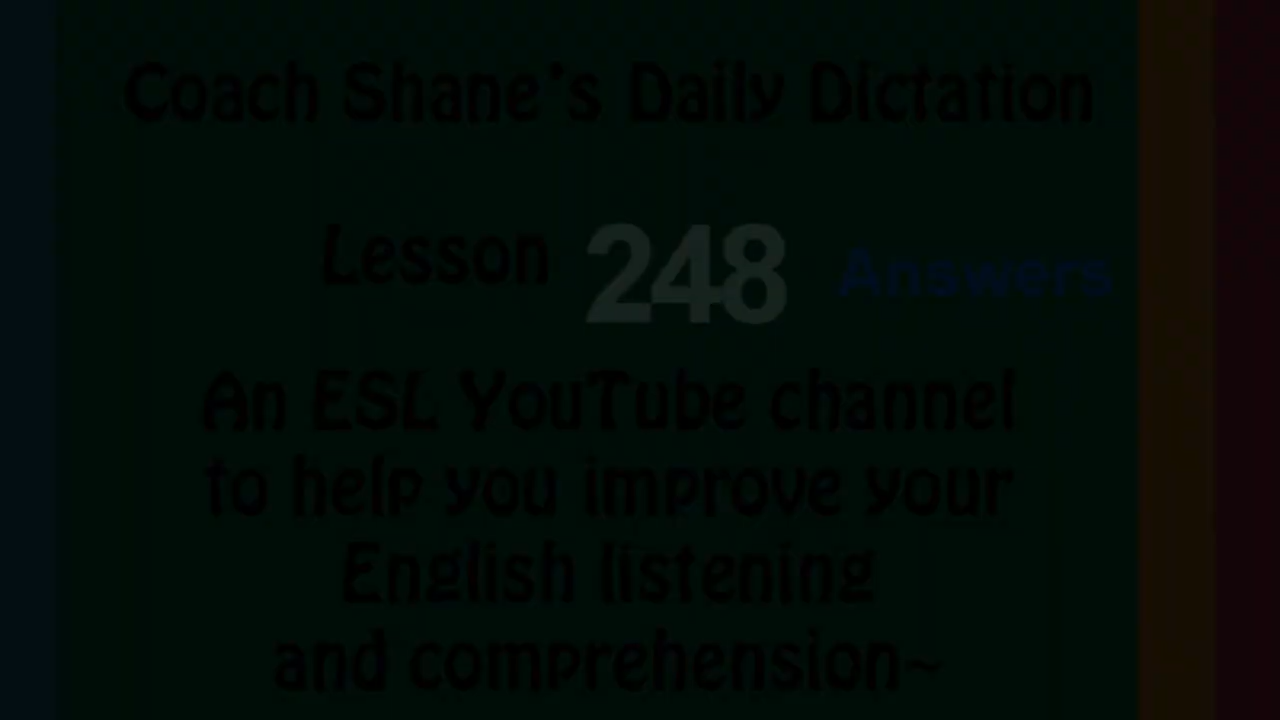 Coach Shane's Daily Dictation
Lesson 248 Answers
An ESL YouTube channel
to help you improve your
English listening
and comprehension~